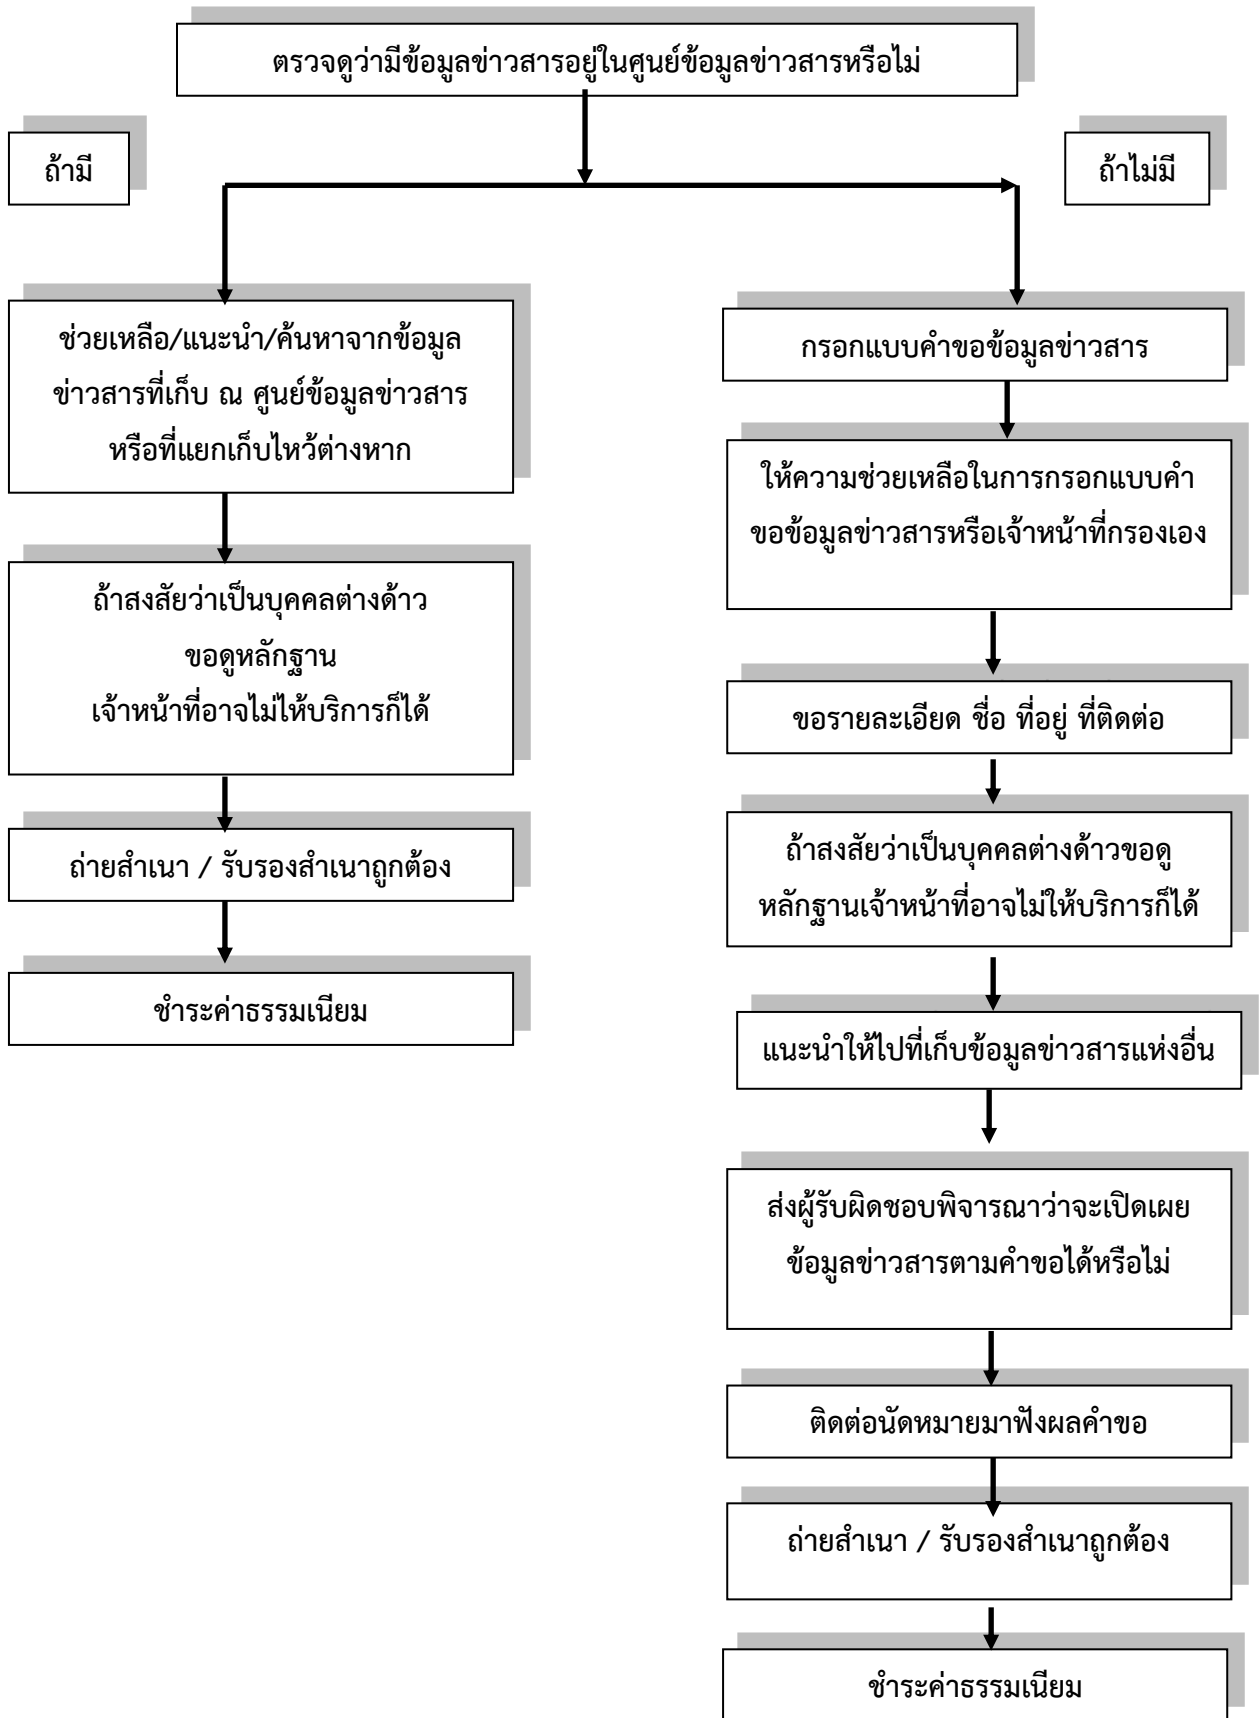 ตรวจดูว่ามีข้อมูลข่าวสารอยู่ในศูนย์ข้อมูลข่าวสารหรือไม่
ถ้ามี
ถ้าไม่มี
ช่วยเหลือ/แนะนำ/ค้นหาจากข้อมูล
ข่าวสารที่เก็บ ณ ศูนย์ข้อมูลข่าวสาร
หรือที่แยกเก็บไหว้ต่างหาก
ถ้าสงสัยว่าเป็นบุคคลต่างด้าว
ขอดูหลักฐาน
เจ้าหน้าที่อาจไม่ไห้บริการก็ได้
ถ่ายสำเนา / รับรองสำเนาถูกต้อง
ชำระค่าธรรมเนียม
กรอกแบบคำขอข้อมูลข่าวสาร
ให้ความช่วยเหลือในการกรอกแบบคำ
ขอข้อมูลข่าวสารหรือเจ้าหน้าที่กรองเอง
ขอรายละเอียด ชื่อ ที่อยู่ ที่ติดต่อ
ถ้าสงสัยว่าเป็นบุคคลต่างด้าวขอดู
หลักฐานเจ้าหน้าที่อาจไม่ให้บริการก็ได้
แนะนำให้ไปที่เก็บข้อมูลข่าวสารแห่งอื่น
ส่งผู้รับผิดชอบพิจารณาว่าจะเปิดเผย
ข้อมูลข่าวสารตามคำขอได้หรือไม่
ติดต่อนัดหมายมาฟังผลคำขอ
ถ่ายสำเนา / รับรองสำเนาถูกต้อง
ชำระค่าธรรมเนียม